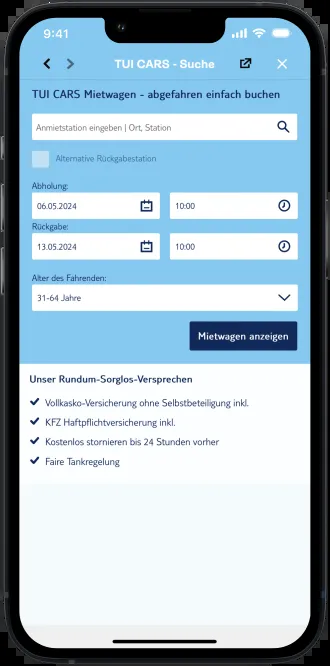 9:41
TUI CARS - Suche
TUI CARS Mietwagen - abgefahren einfach buchen
Anmietstation eingeben | Ort, Station
Alternative Rückgabestation
Abholung:
06.05.2024 10:00
Rückgabe:
13.05.2024 10:00
Alter des Fahrenden:
31-64 Jahre
Mietwagen anzeigen
Unser Rundum-Sorglos-Versprechen
Vollkasko-Versicherung ohne Selbstbeteiligung inkl.
KFZ Haftpflichtversicherung inkl.
Kostenlos stornieren bis 24 Stunden vorher
Faire Tankregelung